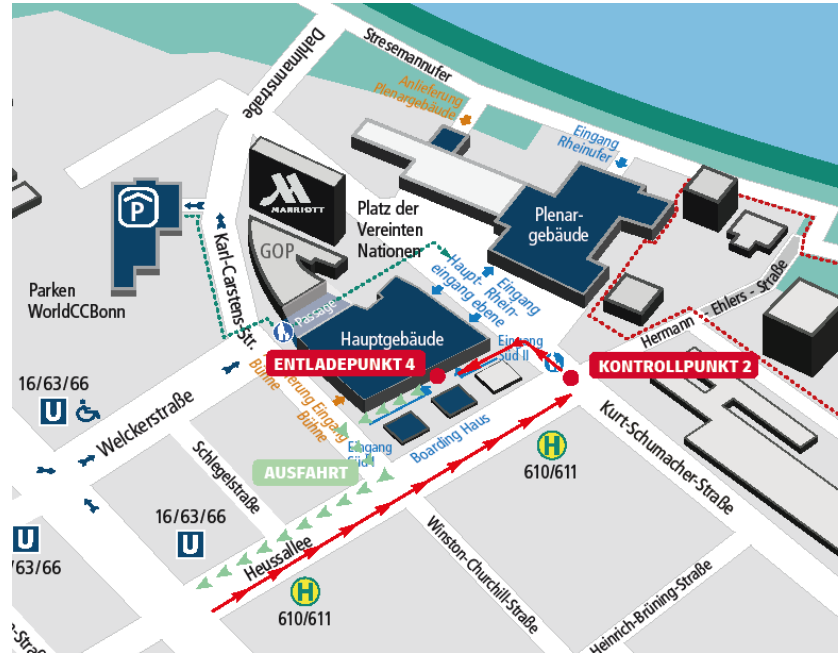 Dahlmannstraße
Stresemannufer
Anlieferung
Plenargebäude
Eingang
Rheinufer
MARRIOTT
Platz der
Vereinten
Nationen
Plenar-
gebäude
P
GOP
Karl-Carstens-Str.
Parken
WorldCCBonn
Passage
Haupt-
eingang
Rhein-
ebene
Eingang
Hermann - Ehlers - Straße
Hauptgebäude
Eingang
Süd II
ENTLADEPUNKT 4
KONTROLLPUNKT 2
16/63/66
U
Welckerstraße
Bühne
Eingang
Bühne
Eingang
Süd I
Boarding Haus
Kurt-Schumacher-Straße
H
610/611
AUSFAHRT
Schlegelstraße
16/63/66
U
U
/63/66
Heussallee
H
610/611
Winston-Churchill-Straße
Heinrich-Brüning-Straße